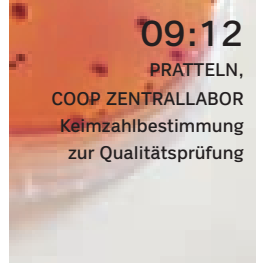 09:12
PRATTELN,
COOP ZENTRALLABOR
Keimzahlbestimmung
zur Qualitätsprüfung